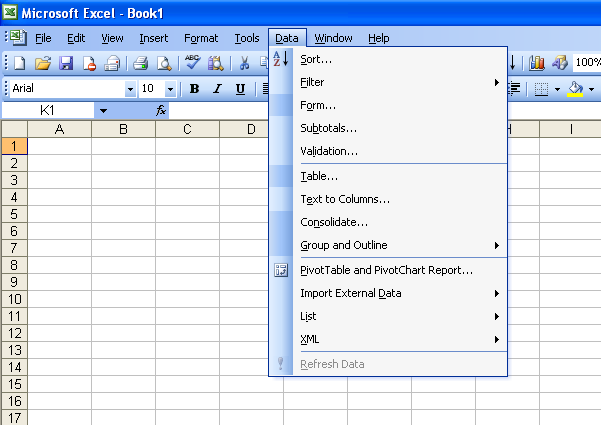 Microsoft Excel - Book1
File Edit View Insert Format Tools Data Window Help
100%
Arial 10 B I U
K1 fx
A B C D H I
1
2
3
4
5
6
7
8
9
10
11
12
13
14
15
16
17
Sort...
Filter
Form...
Subtotals...
Validation...
Table...
Text to Columns...
Consolidate...
Group and Outline
PivotTable and PivotChart Report...
Import External Data
List
XML
Refresh Data